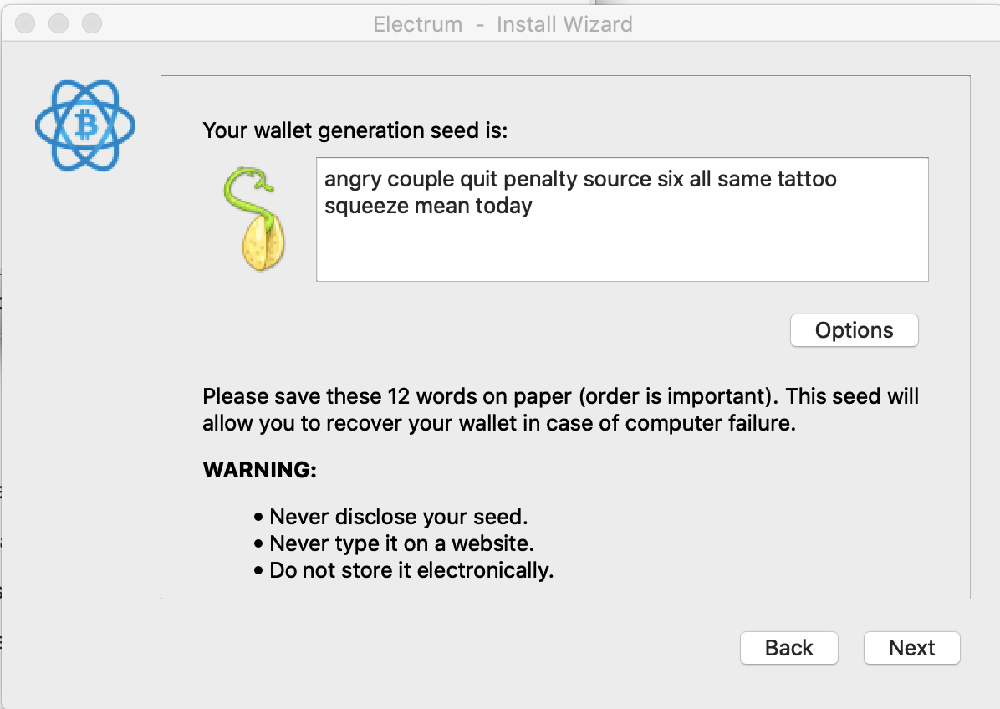 Electrum - Install Wizard
Your wallet generation seed is:
angry couple quit penalty source six all same tattoo
squeeze mean today
Options
Please save these 12 words on paper (order is important). This seed will
allow you to recover your wallet in case of computer failure.
WARNING:
• Never disclose your seed.
• Never type it on a website.
• Do not store it electronically.
Back
Next